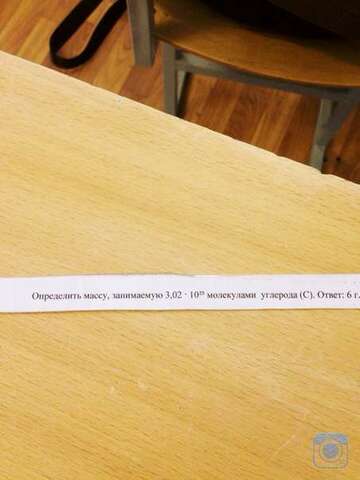 Определить массу, занимаемую 3,02 · 10²³ молекулами углерода (С). Ответ: 6 г.